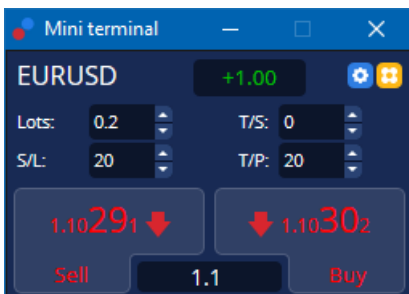 Mini terminal
EURUSD +1.00
Lots: 0.2 T/S: 0
S/L: 20 T/P: 20
1.10291 1.10302
Sell 1.1 Buy